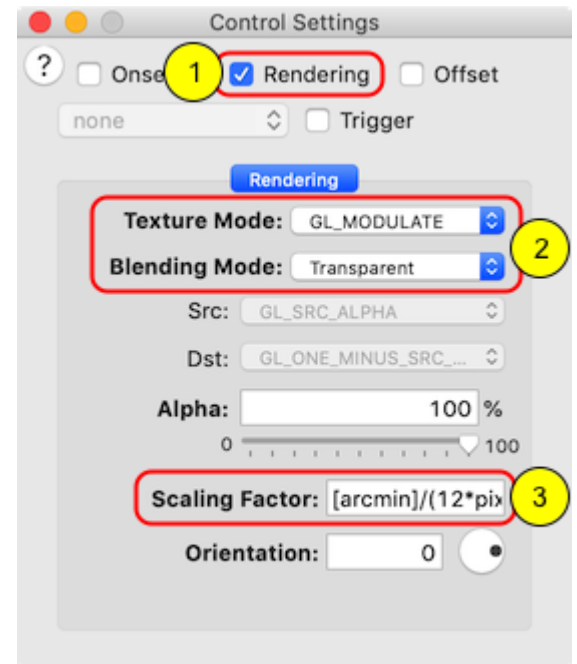 Control Settings
? Onse 1 Rendering Offset
none Trigger
Rendering
Texture Mode: GL_MODULATE
2
Blending Mode: Transparent
Src: GL_SRC_ALPHA
Dst: GL_ONE_MINUS_SRC_...
Alpha: 100 %
0 100
Scaling Factor: [arcmin]/(12*pix 3
Orientation: 0